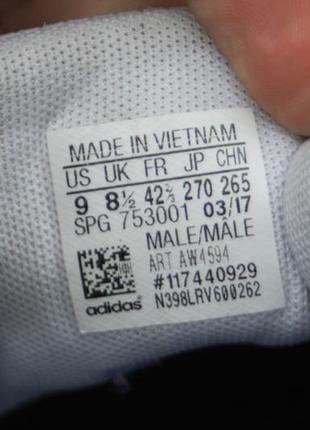 MADE IN VIETNAM
US UK FR JP CHN
9 8½ 42⅔ 270 265
SPG 753001 03/17
MALE/MÂLE
ART AW4594
#117440929
adidas® N398LRV600262